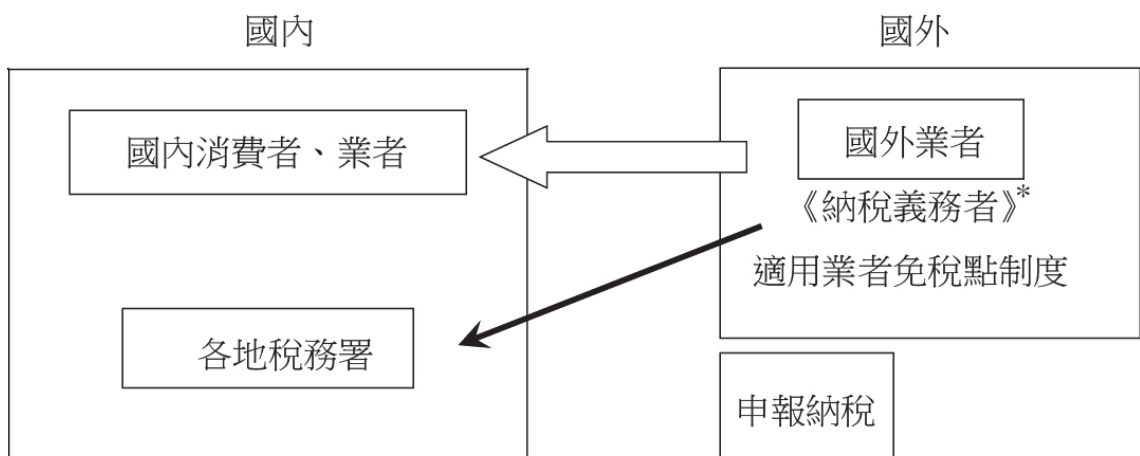 國內
國外
國內消費者、業者
國外業者
《納稅義務者》*
適用業者免稅點制度
各地稅務署
申報納稅